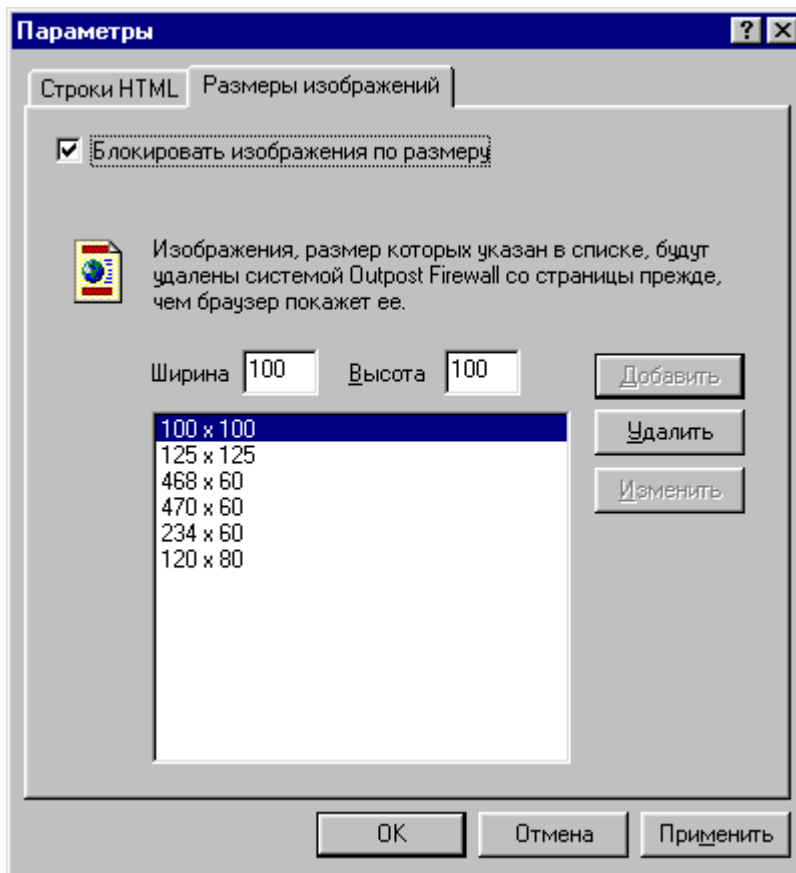 Параметры
Строки HTML Размеры изображений
Блокировать изображения по размеру
Изображения, размер которых указан в списке, будут
удалены системой Outpost Firewall со страницы прежде,
чем браузер покажет ее.
Ширина 100 Высота 100 Добавить
100 x 100 Удалить
125 x 125
468 x 60 Изменить
470 x 60
234 x 60
120 x 80
OK Отмена Применить